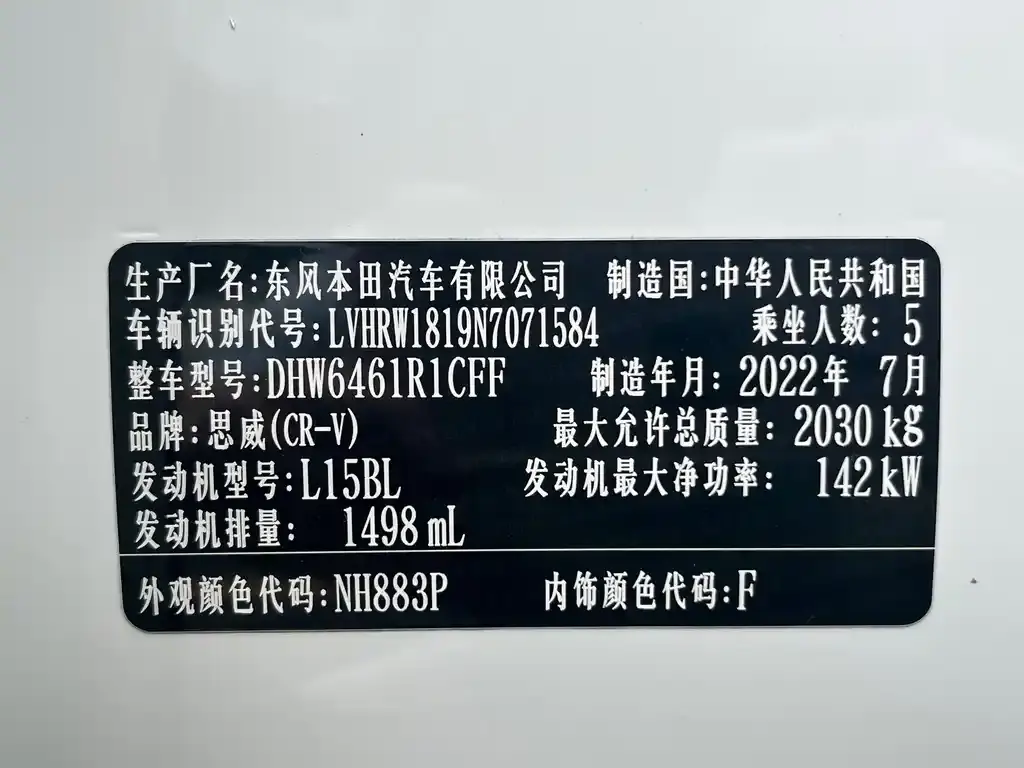 生产厂名:东风本田汽车有限公司 制造国:中华人民共和国
车辆识别代号:LVHRW1819N7071584 乘坐人数: 5
整车型号:DHW6461R1CFF 制造年月: 2022年 7月
品牌:思威(CR-V) 最大允许总质量: 2030 kg
发动机型号:L15BL 发动机最大净功率: 142 kW
发动机排量: 1498 mL
外观颜色代码:NH883P 内饰颜色代码:F